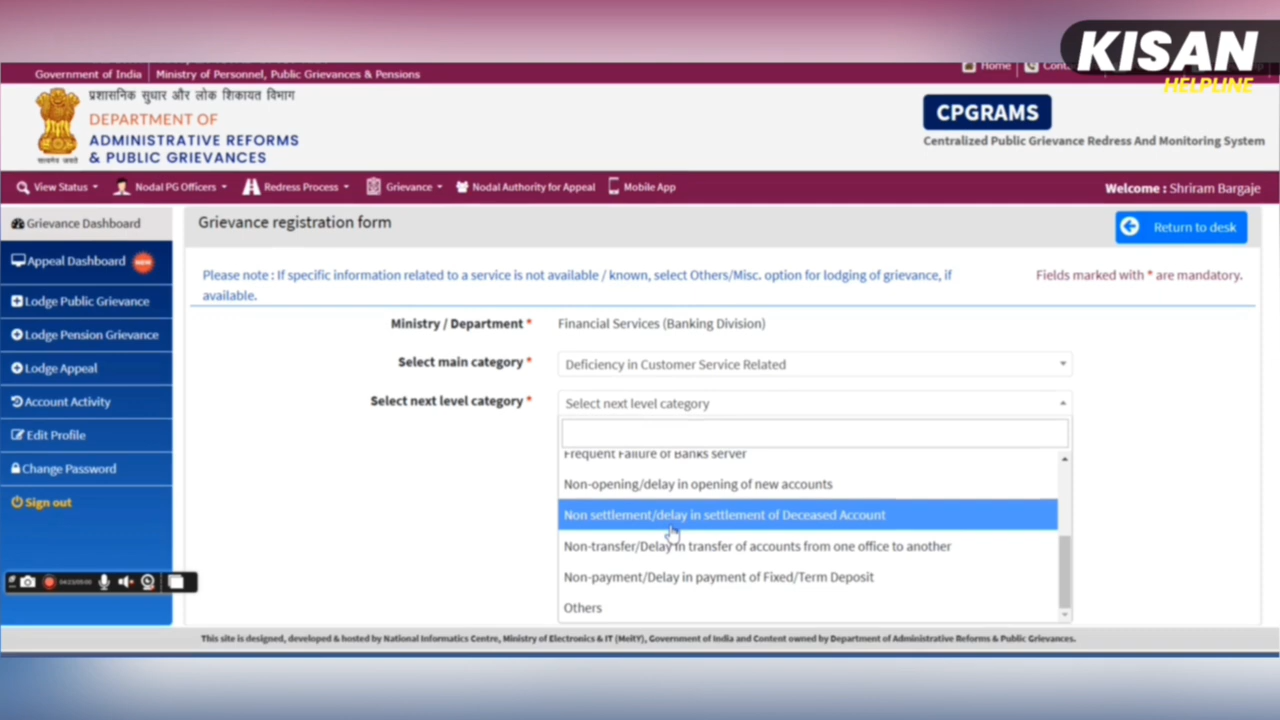 KISAN
HELPLINE
Government of India
Ministry of Personnel, Public Grievances & Pensions
Home
प्रशासनिक सुधार और लोक शिकायत विभाग
DEPARTMENT OF
ADMINISTRATIVE REFORMS
& PUBLIC GRIEVANCES
सत्यमेव जयते
CPGRAMS
Centralized Public Grievance Redress And Monitoring System
View Status
Nodal PG Officers
Redress Process
Grievance
Nodal Authority for Appeal
Mobile App
Welcome : Shriram Bargaje
Grievance Dashboard
Appeal Dashboard
New
Lodge Public Grievance
Lodge Pension Grievance
Lodge Appeal
Account Activity
Edit Profile
Change Password
Sign out
Grievance registration form
Return to desk
Please note : If specific information related to a service is not available / known, select Others/Misc. option for lodging of grievance, if
available.
Fields marked with * are mandatory.
Ministry / Department *
Financial Services (Banking Division)
Select main category *
Deficiency in Customer Service Related
Select next level category *
Select next level category
Frequent Failure of Banks server
Non-opening/delay in opening of new accounts
Non settlement/delay in settlement of Deceased Account
Non-transfer/Delay in transfer of accounts from one office to another
Non-payment/Delay in payment of Fixed/Term Deposit
Others
This site is designed, developed & hosted by National Informatics Centre, Ministry of Electronics & IT (MeitY), Government of India and Content owned by Department of Administrative Reforms & Public Grievances.